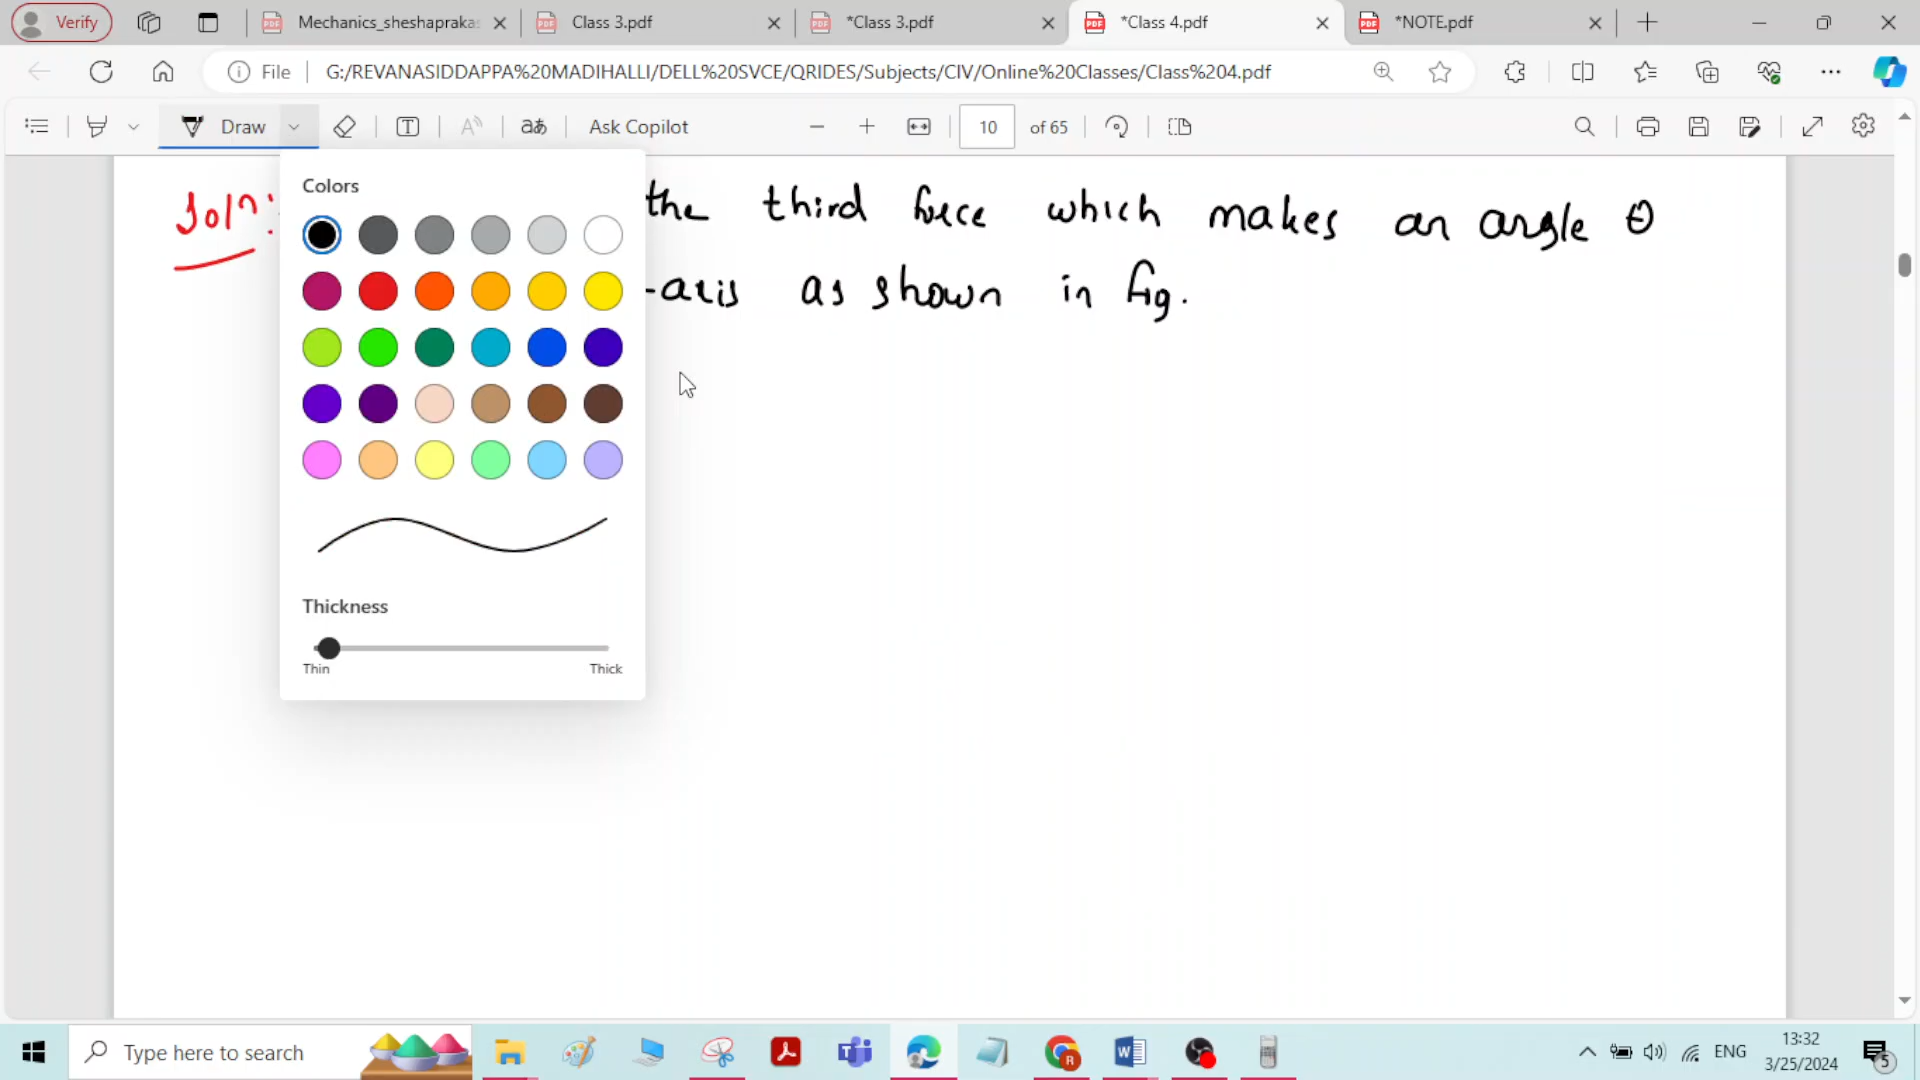 Verify
Mechanics_sheshapraka
Class 3.pdf
*Class 3.pdf
*Class 4.pdf
*NOTE.pdf
File
G:/REVANASIDDAPPA%20MADIHALLI/DELL%20SVCE/QRIDES/Subjects/CIV/Online%20Classes/Class%204.pdf
Draw
Ask Copilot
10
of 65
Soln:
the third force which makes an angle θ
-axis as shown in fig.
Colors
Thickness
Thin
Thick
Type here to search
ENG
13:32
3/25/2024
5